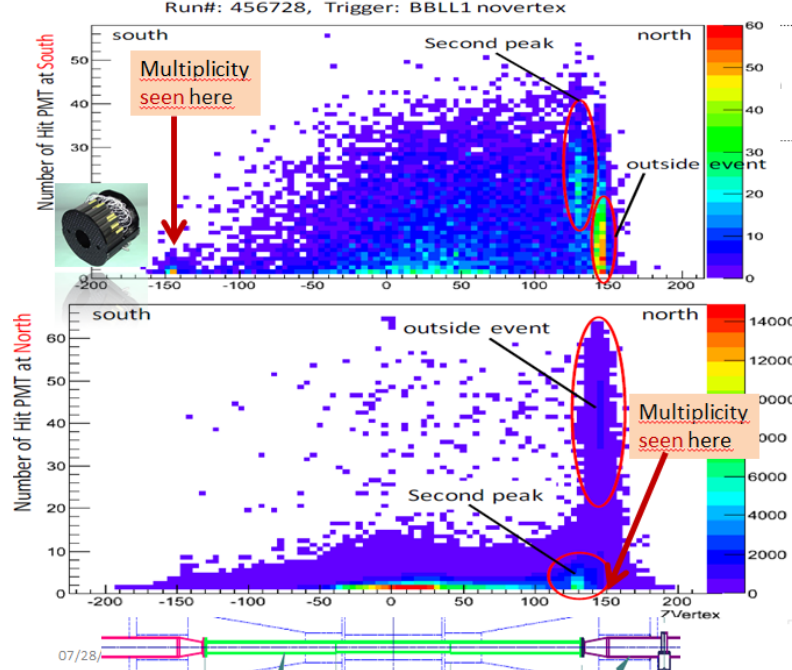 Run#: 456728, Trigger: BBLL1 novertex
south
north
Second peak
Multiplicity
seen here
outside event
Number of Hit PMT at South
50
40
30
-200
-150
-100
-50
0
50
100
150
200
60
50
40
30
20
10
0
south
north
outside event
Multiplicity
seen here
Second peak
Number of Hit PMT at North
60
50
40
30
20
10
0
-200
-150
-100
-50
0
50
100
150
200
14000
12000
8000
6000
4000
2000
0
ZVertex
07/28/